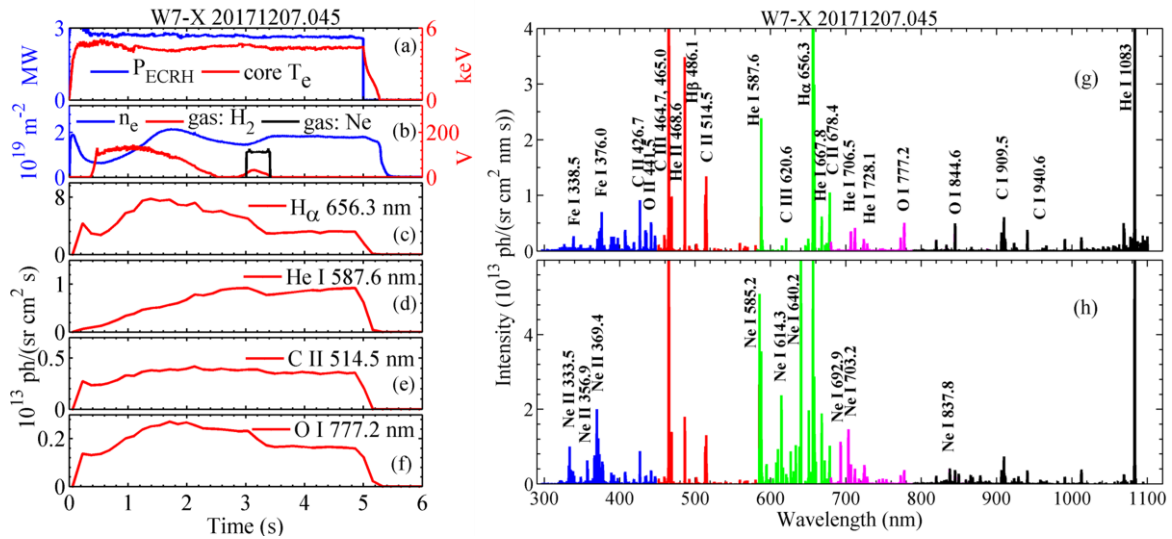 W7-X 20171207.045
MW
3
2
1
0
P_ECRH
core T_e
(a)
6
3
0
keV
10^19 m^-2
2
0
n_e
gas: H_2
gas: Ne
(b)
200
0
V
10^13 ph/(sr cm^2 s)
8
4
0
H_α 656.3 nm
(c)
1
0
He I 587.6 nm
(d)
0.5
0
C II 514.5 nm
(e)
0.2
0
O I 777.2 nm
(f)
0 1 2 3 4 5 6
Time (s)
W7-X 20171207.045
Intensity (10^13 ph/(sr cm^2 nm s))
4
3
2
1
0
Fe I 338.5
Fe I 376.0
C II 426.7
O II 441.5
C III 464.7, 465.0
He II 468.6
Hβ 486.1
C II 514.5
He I 587.6
C III 620.6
Hα 656.3
He I 667.8
C II 678.4
He I 706.5
He I 728.1
O I 777.2
O I 844.6
C I 909.5
C I 940.6
He I 1083
(g)
4
2
0
Ne II 333.5
Ne II 356.9
Ne II 369.4
Ne I 585.2
Ne I 614.3
Ne I 640.2
Ne I 692.9
Ne I 703.2
Ne I 837.8
(h)
300 400 500 600 700 800 900 1000 1100
Wavelength (nm)